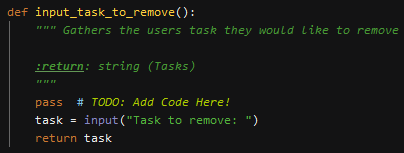 def input_task_to_remove():
    """ Gathers the users task they would like to remove
    :return: string (Tasks)
    """
    pass  # TODO: Add Code Here!
    task = input("Task to remove: ")
    return task